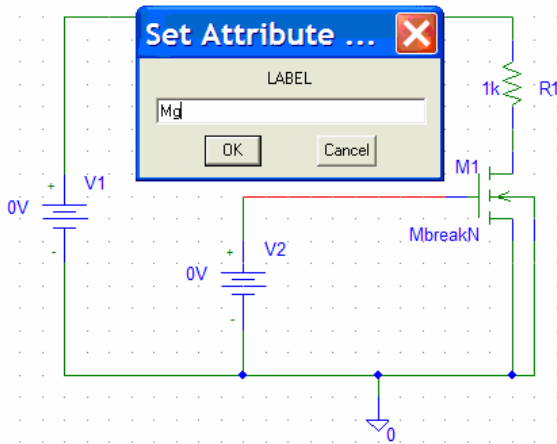 Set Attribute ...
LABEL
Mg
OK
Cancel
1k
R1
M1
MbreakN
+
V1
0V
-
+
V2
0V
-
0